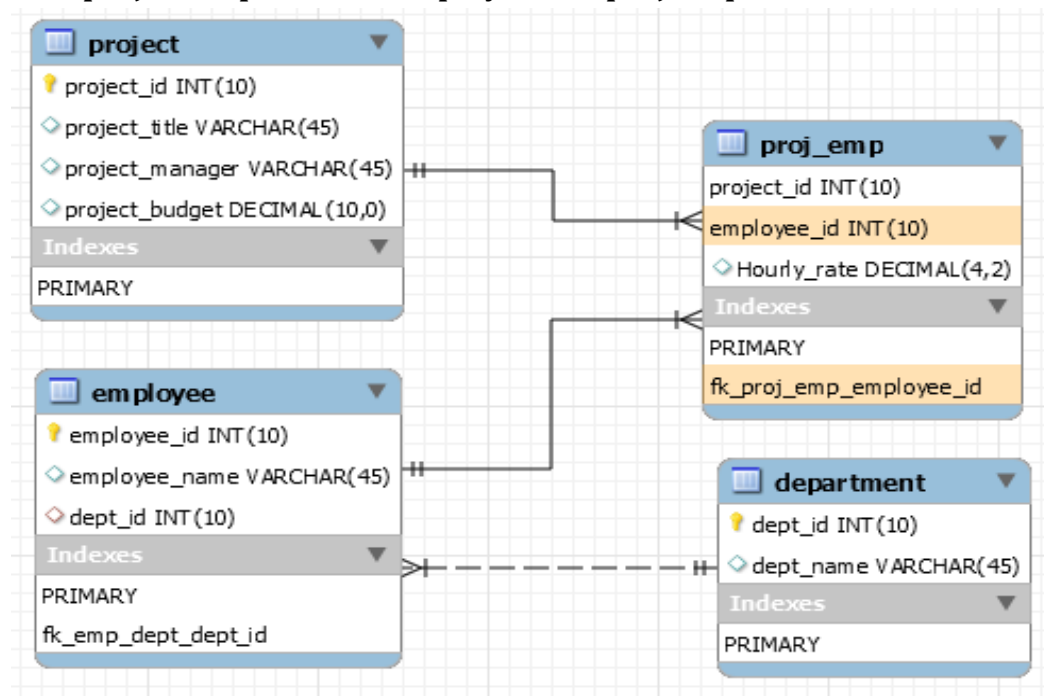 project
project_id INT(10)
project_title VARCHAR(45)
project_manager VARCHAR(45)
project_budget DECIMAL(10,0)
Indexes
PRIMARY
proj_emp
project_id INT(10)
employee_id INT(10)
Hourly_rate DECIMAL(4,2)
Indexes
PRIMARY
fk_proj_emp_employee_id
employee
employee_id INT(10)
employee_name VARCHAR(45)
dept_id INT(10)
Indexes
PRIMARY
fk_emp_dept_dept_id
department
dept_id INT(10)
dept_name VARCHAR(45)
Indexes
PRIMARY